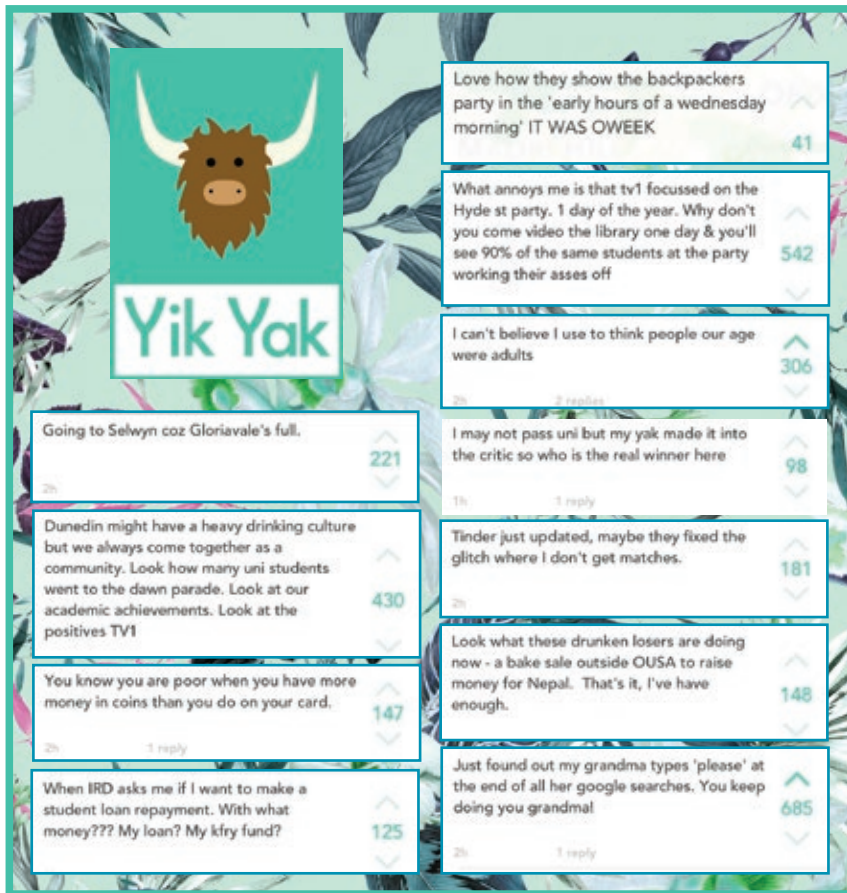 Yik Yak
Going to Selwyn coz Gloriavale's full.
221
2h
Dunedin might have a heavy drinking culture
but we always come together as a
community. Look how many uni students
went to the dawn parade. Look at our
academic achievements. Look at the
positives TV1
430
You know you are poor when you have more
money in coins than you do on your card.
147
2h 1 reply
When IRD asks me if I want to make a
student loan repayment. With what
money??? My loan? My kfry fund?
125
Love how they show the backpackers
party in the 'early hours of a wednesday
morning' IT WAS OWEEK
41
What annoys me is that tv1 focussed on the
Hyde st party. 1 day of the year. Why don't
you come video the library one day & you'll
see 90% of the same students at the party
working their asses off
542
I can't believe I use to think people our age
were adults
306
2h 2 replies
I may not pass uni but my yak made it into
the critic so who is the real winner here
98
1h 1 reply
Tinder just updated, maybe they fixed the
glitch where I don't get matches.
181
2h
Look what these drunken losers are doing
now - a bake sale outside OUSA to raise
money for Nepal. That's it, I've have
enough.
148
Just found out my grandma types 'please' at
the end of all her google searches. You keep
doing you grandma!
685
2h 1 reply